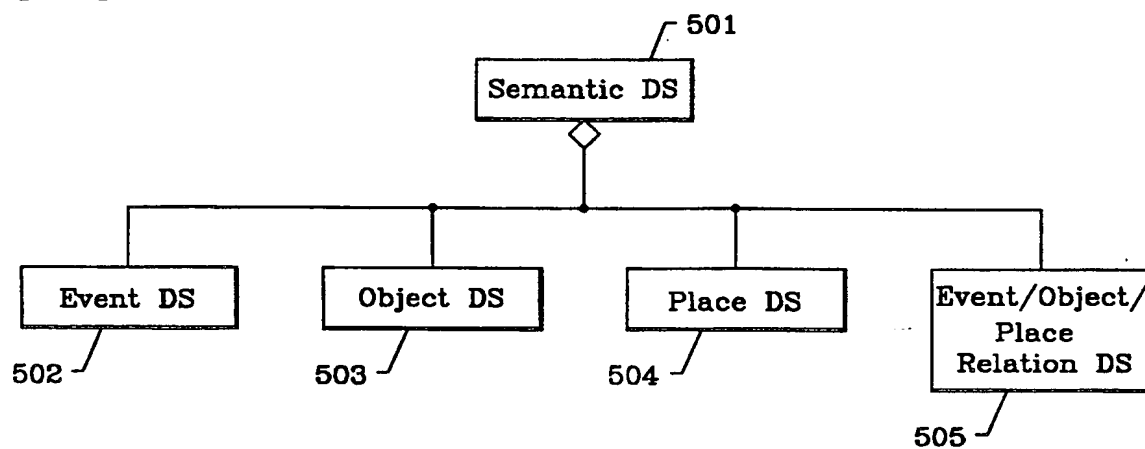 501
Semantic DS
Event DS
Object DS
Place DS
Event/Object/
Place
Relation DS
502
503
504
505